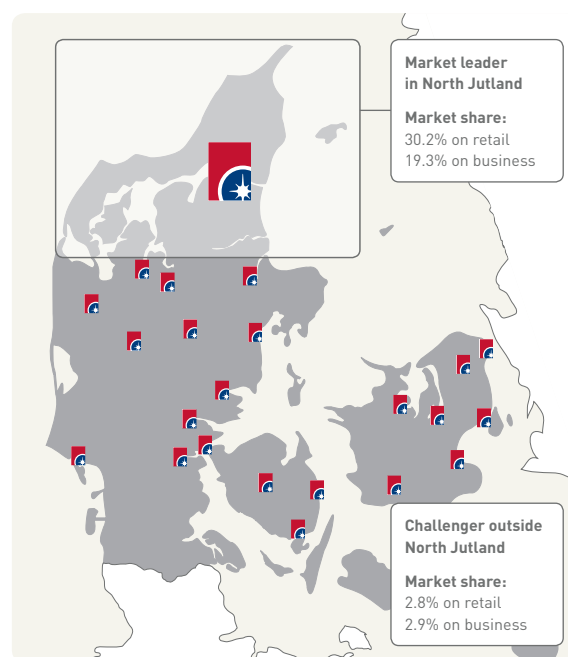 Market leader
in North Jutland
Market share:
30.2% on retail
19.3% on business
Challenger outside
North Jutland
Market share:
2.8% on retail
2.9% on business